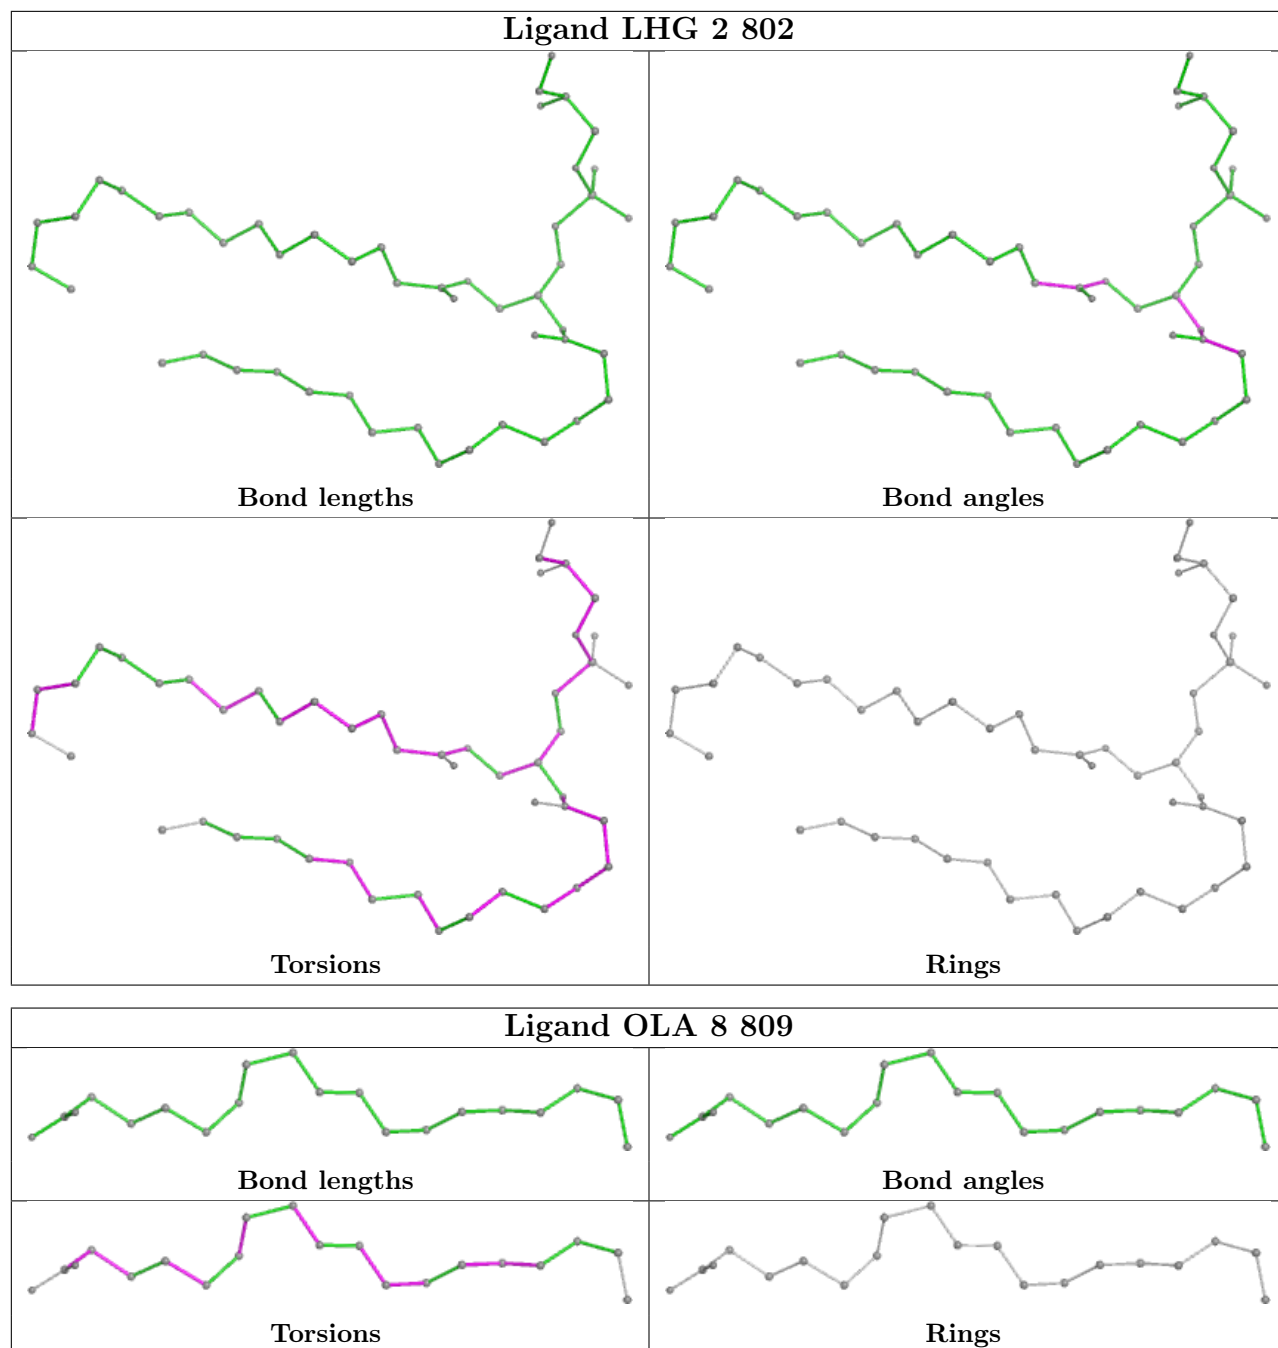 Ligand LHG 2 802
Bond lengths
Bond angles
Torsions
Rings
Ligand OLA 8 809
Bond lengths
Bond angles
Torsions
Rings